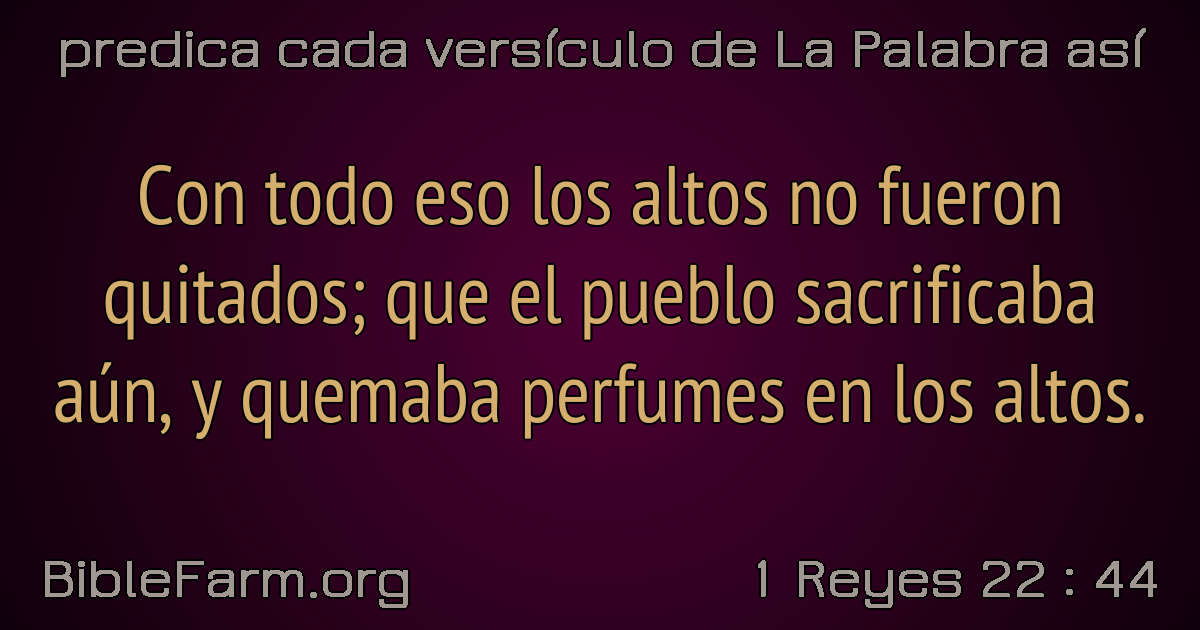 predica cada versículo de La Palabra así
Con todo eso los altos no fueron
quitados; que el pueblo sacrificaba
aún, y quemaba perfumes en los altos.
BibleFarm.org
1 Reyes 22 : 44